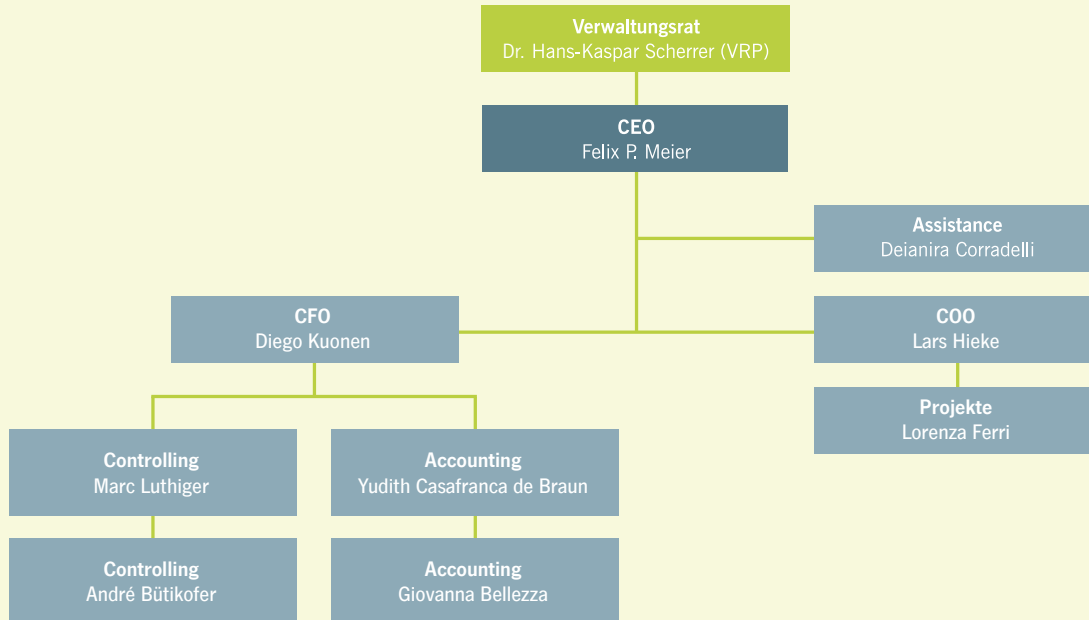 Verwaltungsrat
Dr. Hans-Kaspar Scherrer (VRP)
CEO
Felix P. Meier
Assistance
Deianira Corradelli
CFO
Diego Kuonen
COO
Lars Hieke
Projekte
Lorenza Ferri
Controlling
Marc Luthiger
Accounting
Yudith Casafranca de Braun
Controlling
André Bütikofer
Accounting
Giovanna Bellezza